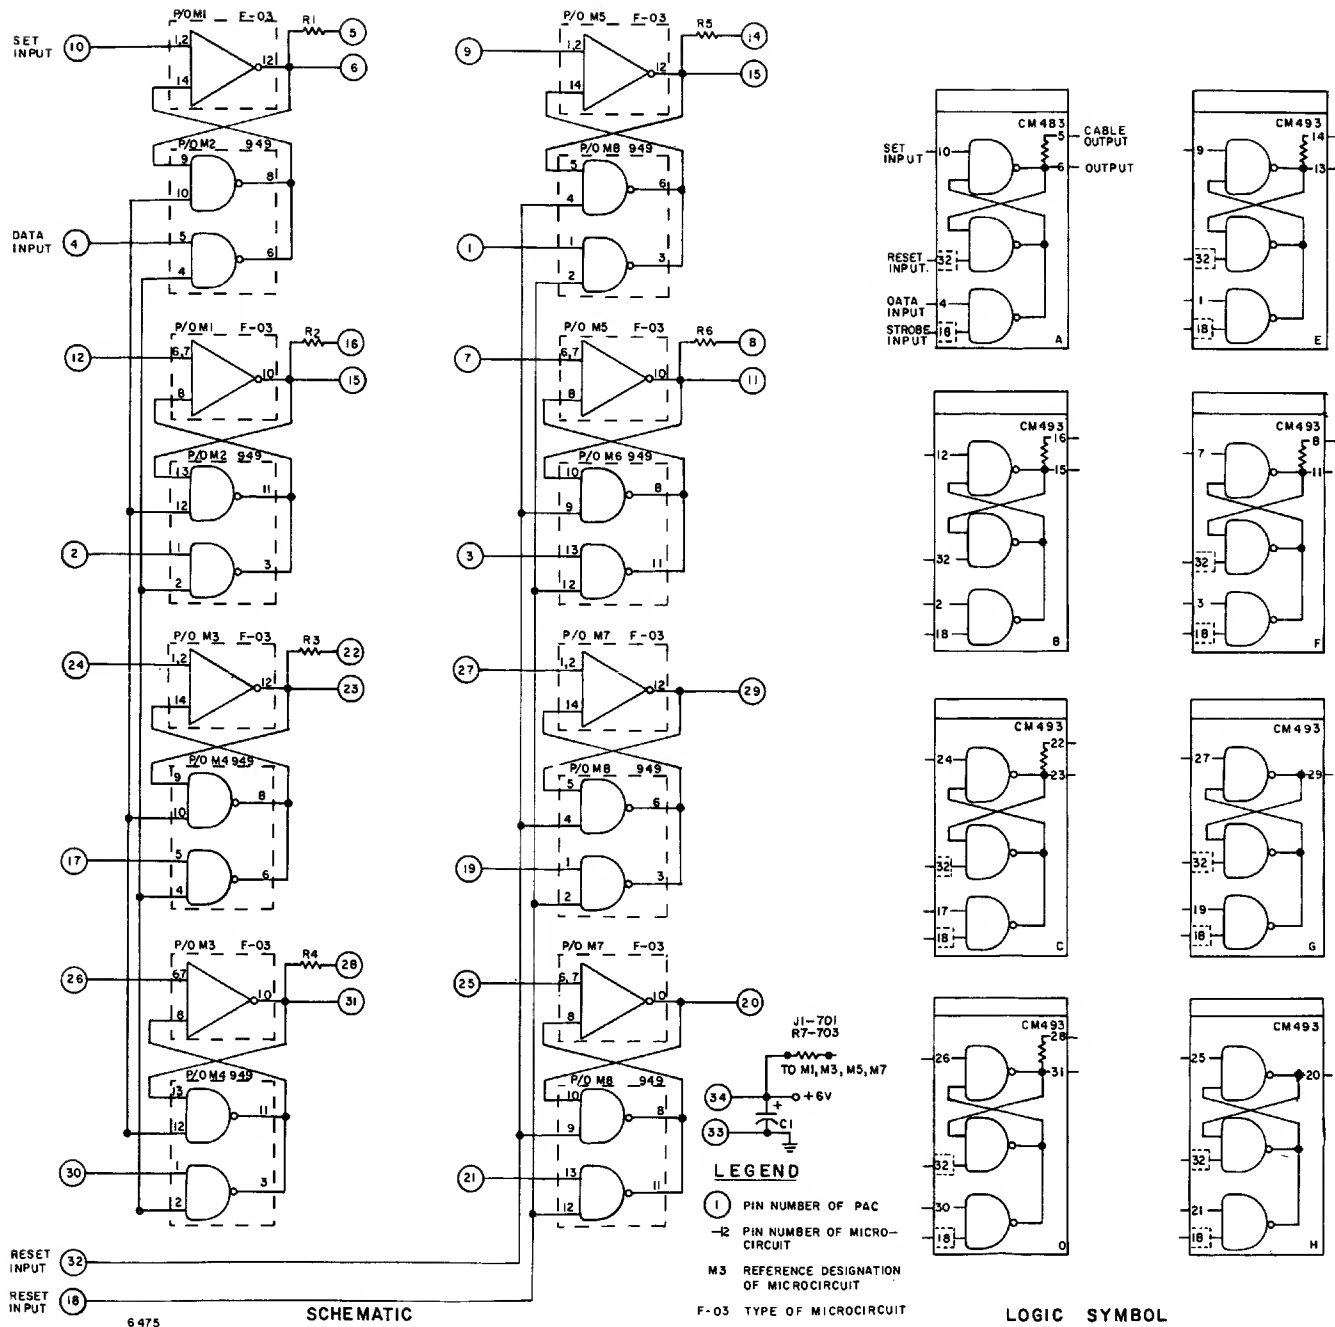 P/O M1 F-03
R1
5
SET INPUT
10
1,2
12
6
14
P/O M2 949
9
8
10
DATA INPUT
4
5
6
4
P/O M1 F-03
R2
16
12
6,7
10
15
8
P/O M2 949
13
11
12
2
1
3
2
P/O M3 F-03
R3
22
24
1,2
12
23
14
P/O M4 949
9
8
10
17
5
6
4
P/O M3 F-03
R4
28
26
6,7
10
31
8
P/O M4 949
13
11
12
30
1
3
2
RESET INPUT
32
RESET INPUT
18
6475
SCHEMATIC
P/O M5 F-03
R5
14
9
1,2
12
15
14
P/O M8 949
5
6
4
1
1
3
2
P/O M5 F-03
R6
8
7
6,7
10
11
8
P/O M6 949
10
8
9
3
13
11
12
P/O M7 F-03
27
1,2
12
29
14
P/O M8 949
5
6
4
19
1
3
2
P/O M7 F-03
25
6,7
10
20
8
P/O M8 949
10
8
9
21
13
11
12
J1-701
R7-703
TO M1, M3, M5, M7
34
+6V
+
C1
33
LEGEND
1 PIN NUMBER OF PAC
12 PIN NUMBER OF MICRO-
CIRCUIT
M3 REFERENCE DESIGNATION
OF MICROCIRCUIT
F-03 TYPE OF MICROCIRCUIT
CM483
5 CABLE OUTPUT
SET INPUT
10
6 OUTPUT
RESET INPUT.
32
DATA INPUT
4
STROBE INPUT
18
A
CM493
14
9
13
32
1
18
E
CM493
16
12
15
32
2
18
B
CM493
8
7
11
32
3
18
F
CM493
22
24
23
32
17
18
C
CM493
27
29
32
19
18
G
CM493
28
26
31
32
30
18
D
CM493
25
20
32
21
18
H
LOGIC SYMBOL